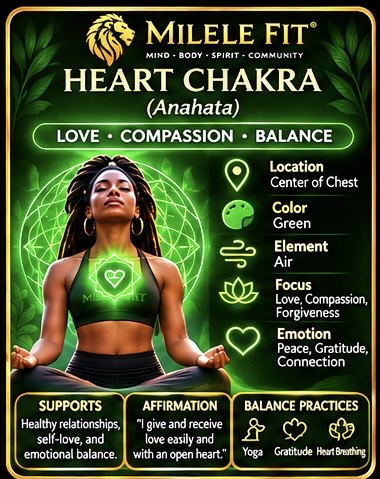 MILELE FIT®
MIND • BODY • SPIRIT • COMMUNITY
HEART CHAKRA
(Anahata)
LOVE • COMPASSION • BALANCE
Location
Center of Chest
Color
Green
Element
Air
Focus
Love, Compassion,
Forgiveness
Emotion
Peace, Gratitude,
Connection
SUPPORTS
Healthy relationships,
self-love, and
emotional balance.
AFFIRMATION
"I give and receive
love easily and
with an open heart."
BALANCE PRACTICES
Yoga
Gratitude
Heart Breathing